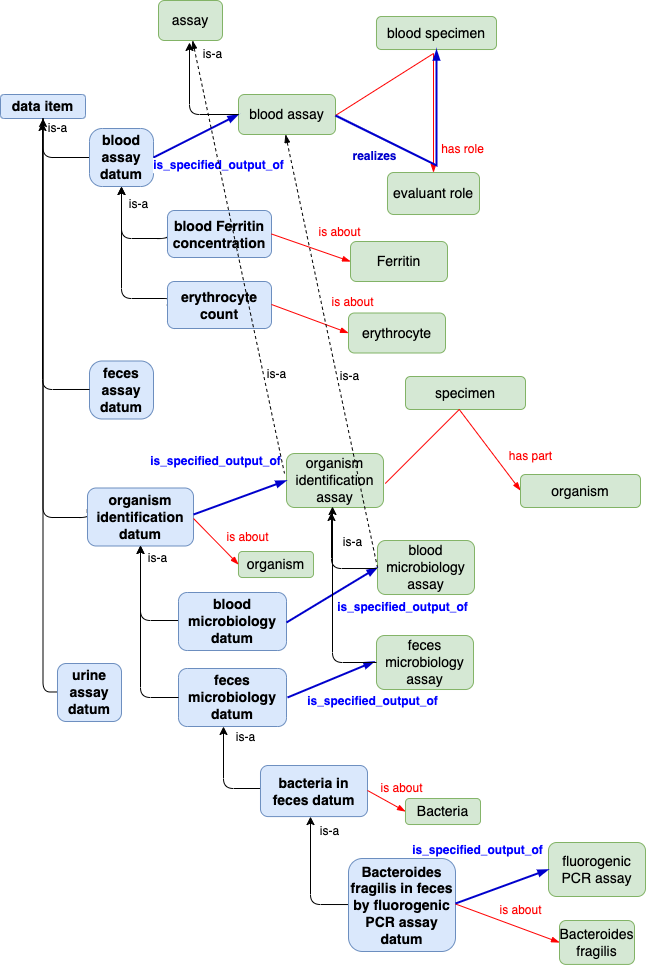 assay
blood specimen
is-a
data item
blood assay
is-a
blood
assay
datum
is_specified_output_of
realizes
has role
evaluant role
is-a
blood Ferritin
concentration
is about
Ferritin
erythrocyte
count
is about
erythrocyte
feces
assay
datum
is-a
is-a
specimen
is_specified_output_of
organism
identification
assay
has part
organism
organism
identification
datum
is about
organism
is-a
is-a
blood
microbiology
assay
blood
microbiology
datum
is_specified_output_of
feces
microbiology
assay
urine
assay
datum
feces
microbiology
datum
is_specified_output_of
is-a
bacteria in
feces datum
is about
Bacteria
is-a
is_specified_output_of
fluorogenic
PCR assay
Bacteroides
fragilis in feces
by fluorogenic
PCR assay
datum
is about
Bacteroides
fragilis